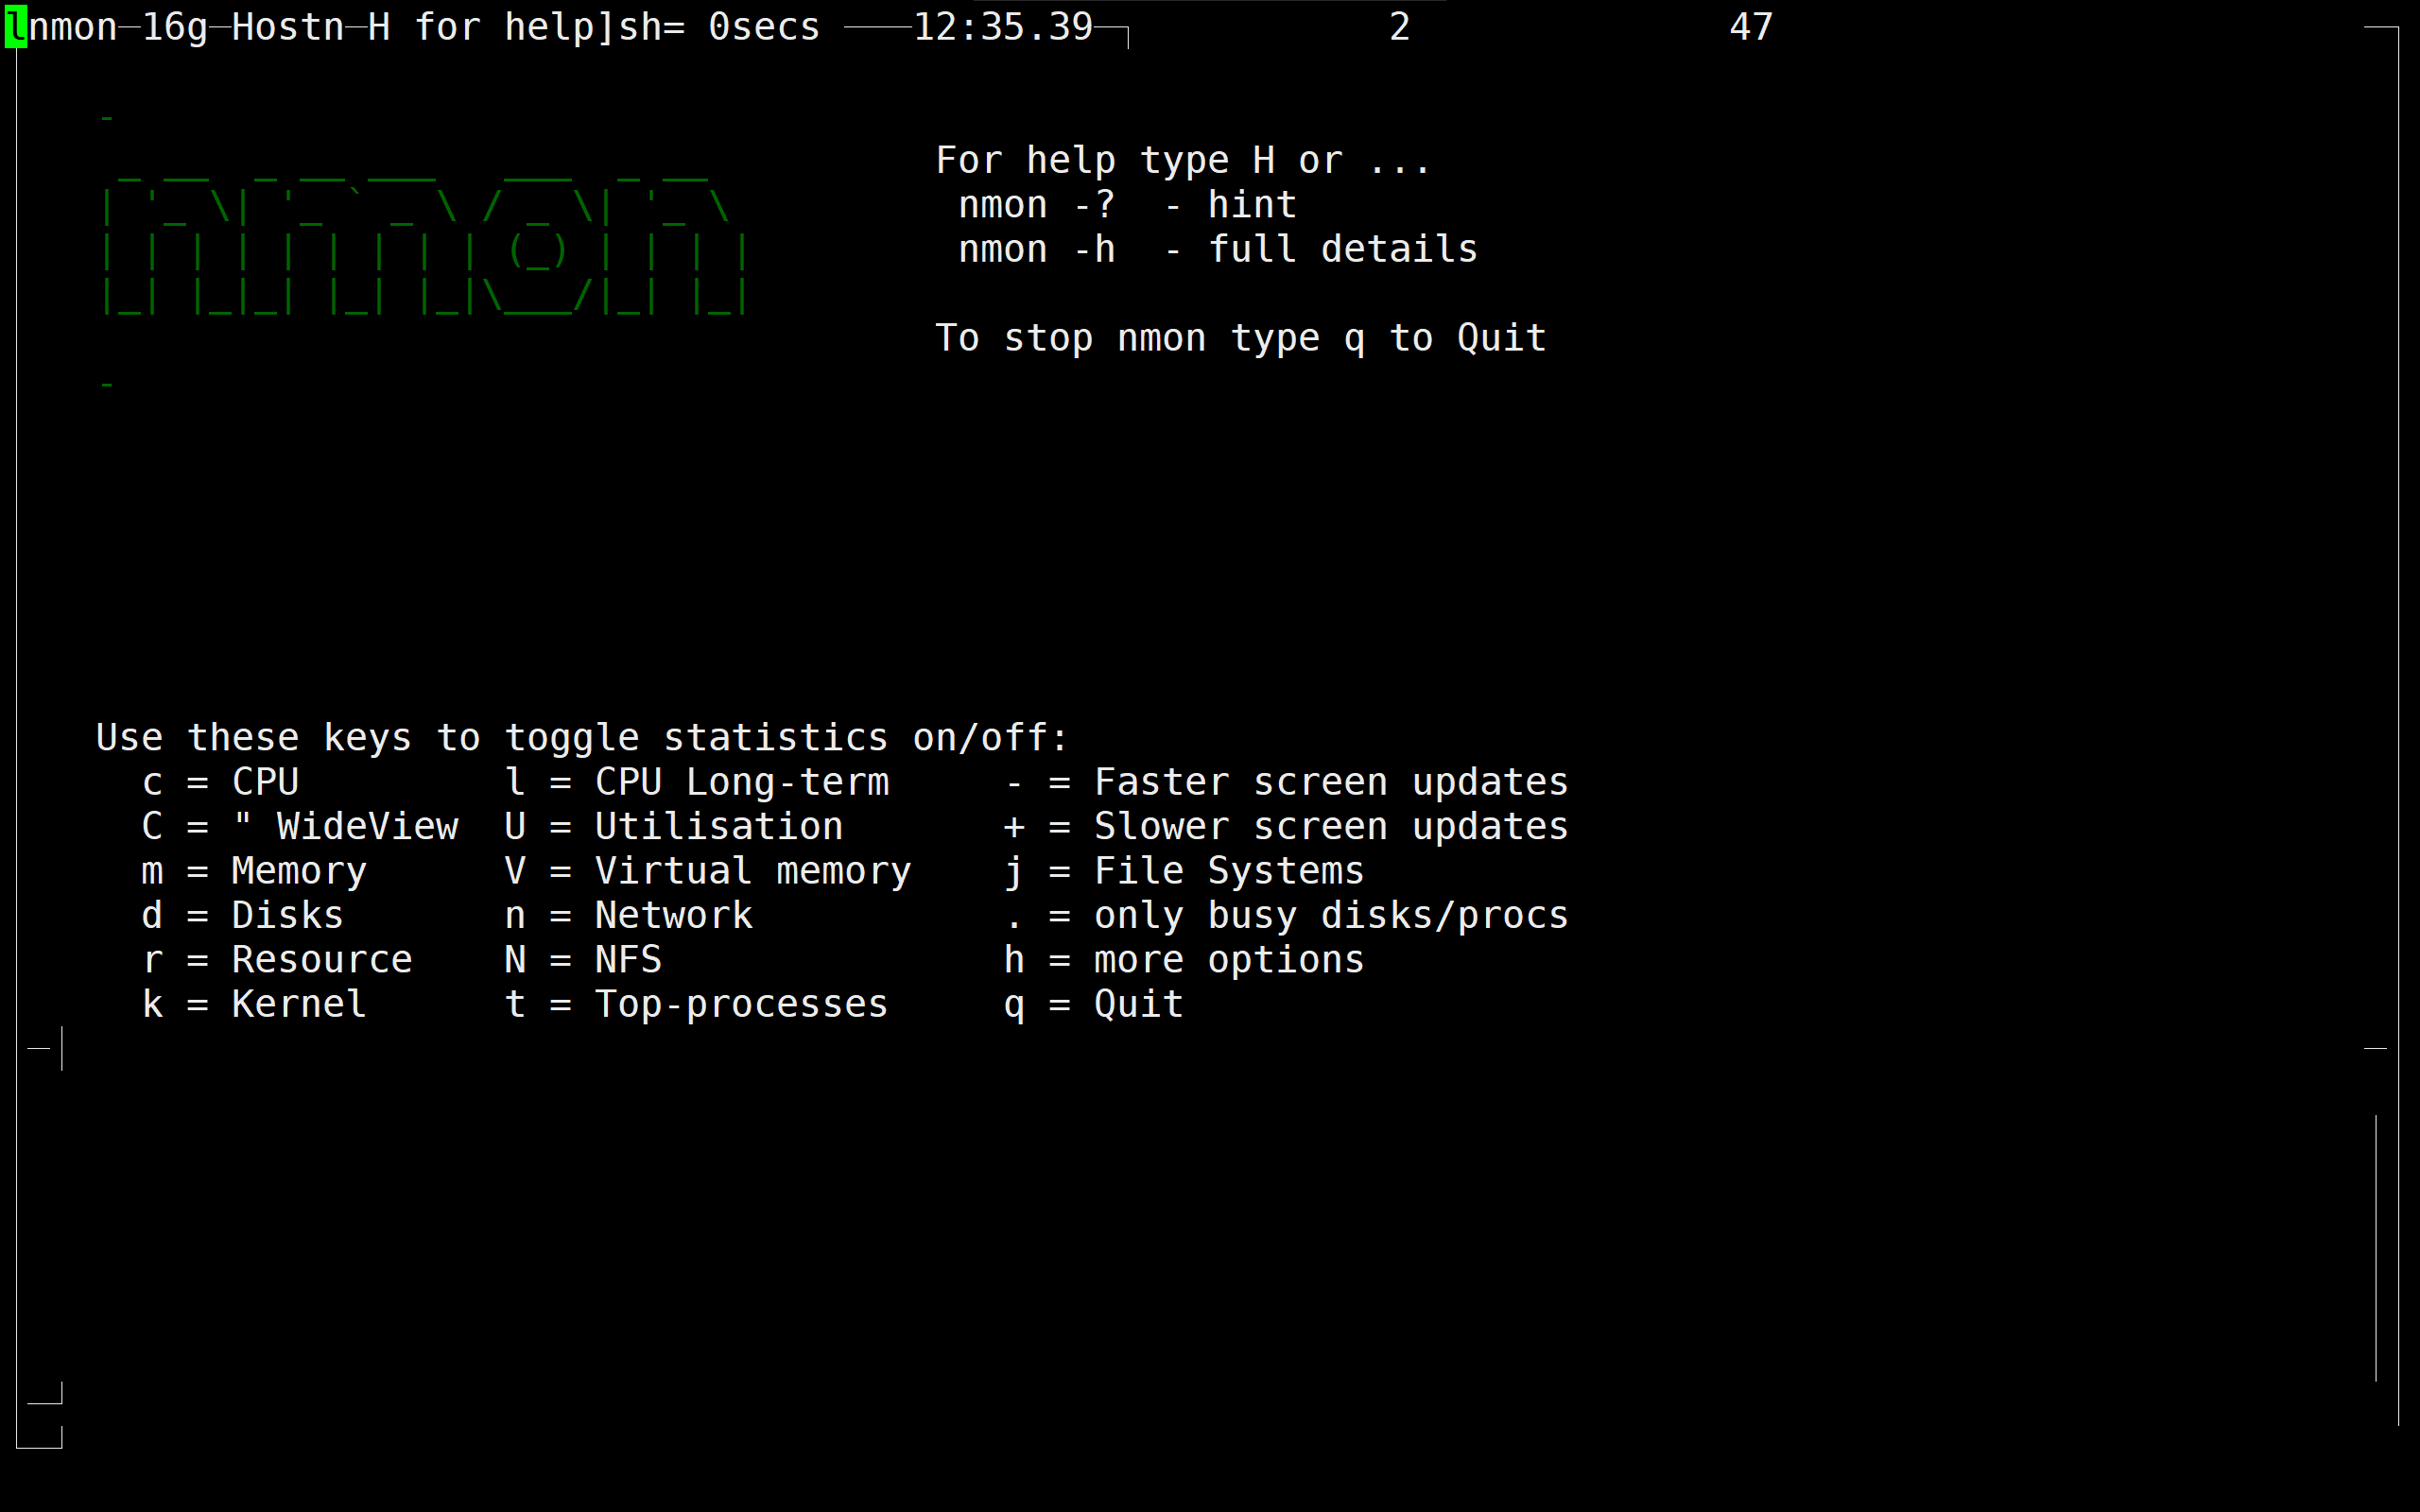 lnmon─16g─Hostn─H for help]sh= 0secs ───12:35.39─┐ 2 47
For help type H or ...
nmon -? - hint
nmon -h - full details
To stop nmon type q to Quit
Use these keys to toggle statistics on/off:
c = CPU l = CPU Long-term - = Faster screen updates
C = " WideView U = Utilisation + = Slower screen updates
m = Memory V = Virtual memory j = File Systems
d = Disks n = Network . = only busy disks/procs
r = Resource N = NFS h = more options
k = Kernel t = Top-processes q = Quit